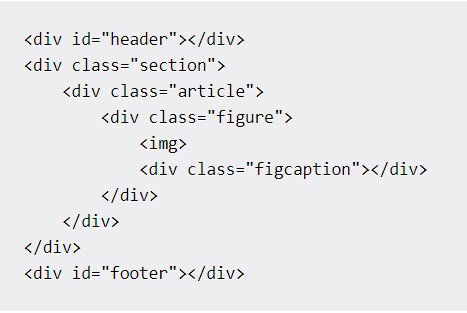 <div id="header"></div>
<div class="section">
    <div class="article">
        <div class="figure">
            <img>
            <div class="figcaption"></div>
        </div>
    </div>
</div>
<div id="footer"></div>